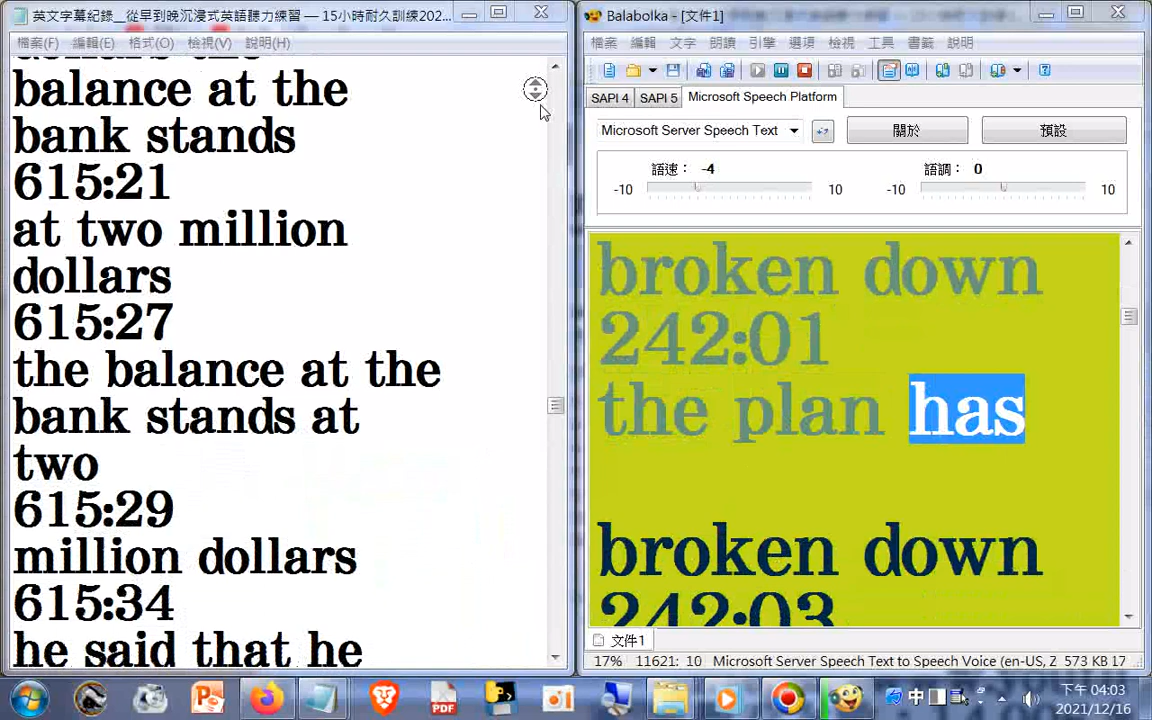 英文字幕紀錄__從早到晚沉浸式英語聽力練習 — 15小時耐久訓練202...
檔案(F) 編輯(E) 格式(O) 檢視(V) 說明(H)
dollars the
balance at the
bank stands
615:21
at two million
dollars
615:27
the balance at the
bank stands at
two
615:29
million dollars
615:34
he said that he
Balabolka - [文件1]
檔案 編輯 文字 朗讀 引擎 選項 檢視 工具 書籤 說明
SAPI 4 SAPI 5 Microsoft Speech Platform
Microsoft Server Speech Text 關於 預設
語速： -4 語調： 0
-10 10 -10 10
broken down
242:01
the plan has
broken down
242:03
文件1
17% 11621: 10 Microsoft Server Speech Text to Speech Voice (en-US, Z 573 KB 17
PDF 中 下午 04:03
2021/12/16